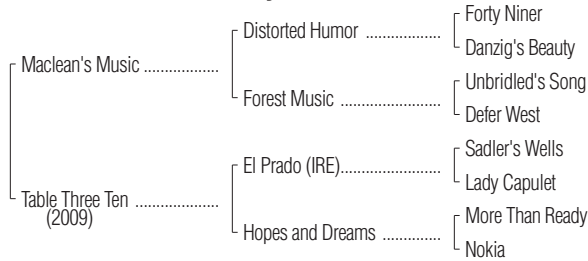 Forty Niner
Distorted Humor ..................
Danzig's Beauty
Maclean's Music ..................
Unbridled's Song
Forest Music ......................
Defer West
Sadler's Wells
El Prado (IRE)........................
Lady Capulet
Table Three Ten ....................
(2009)
More Than Ready
Hopes and Dreams ...............
Nokia